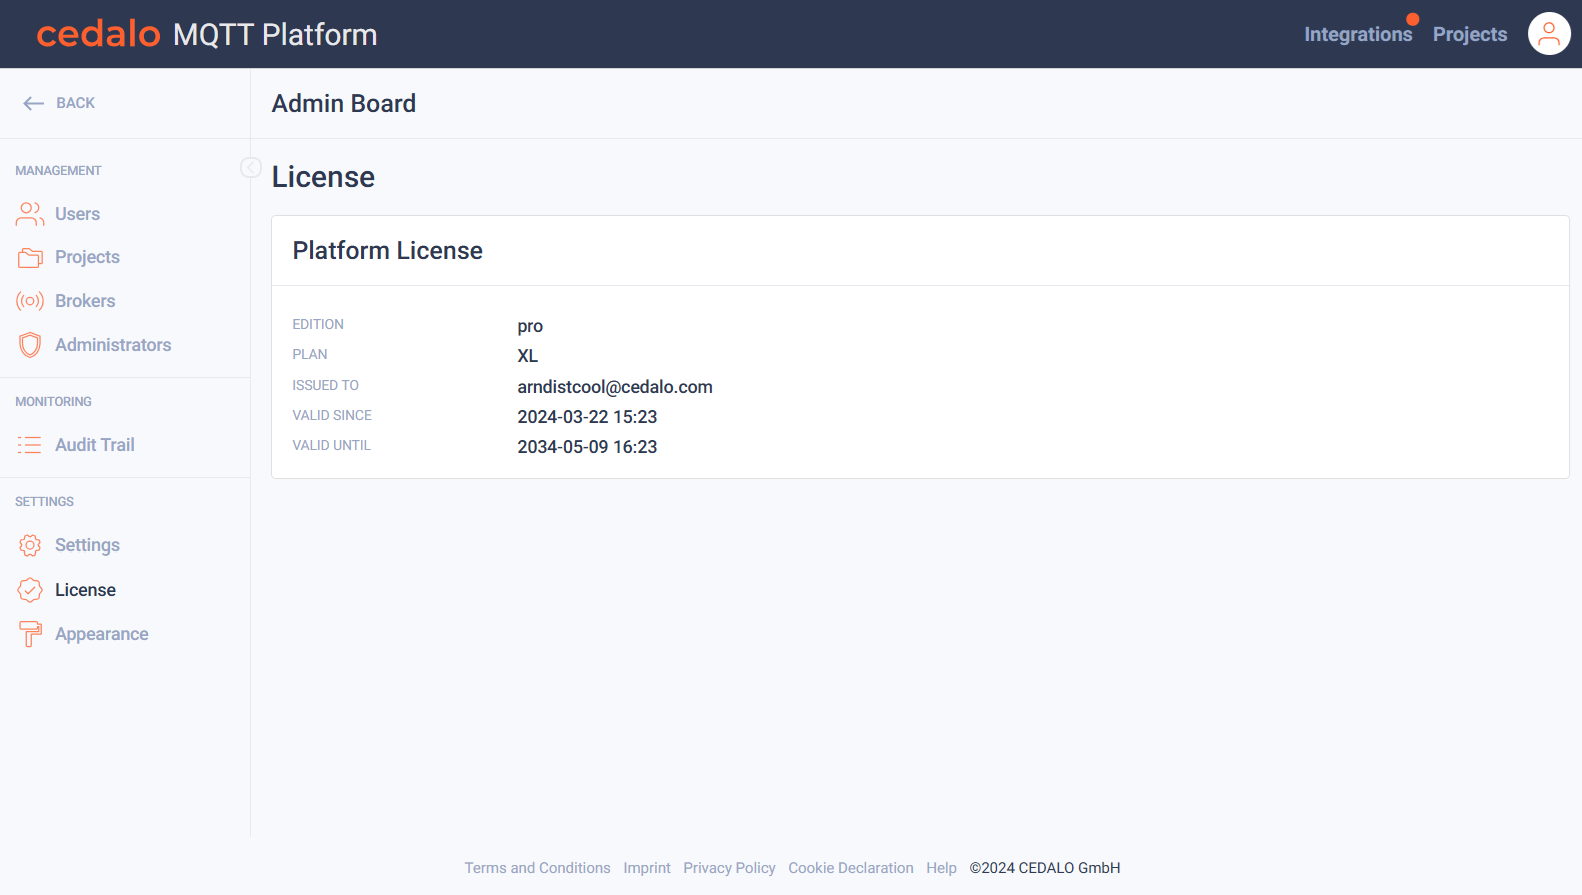 cedalo MQTT Platform
Integrations Projects
BACK
Admin Board
MANAGEMENT
Users
Projects
Brokers
Administrators
MONITORING
Audit Trail
SETTINGS
Settings
License
Appearance
License
Platform License
EDITION pro
PLAN XL
ISSUED TO arndistcool@cedalo.com
VALID SINCE 2024-03-22 15:23
VALID UNTIL 2034-05-09 16:23
Terms and Conditions Imprint Privacy Policy Cookie Declaration Help ©2024 CEDALO GmbH